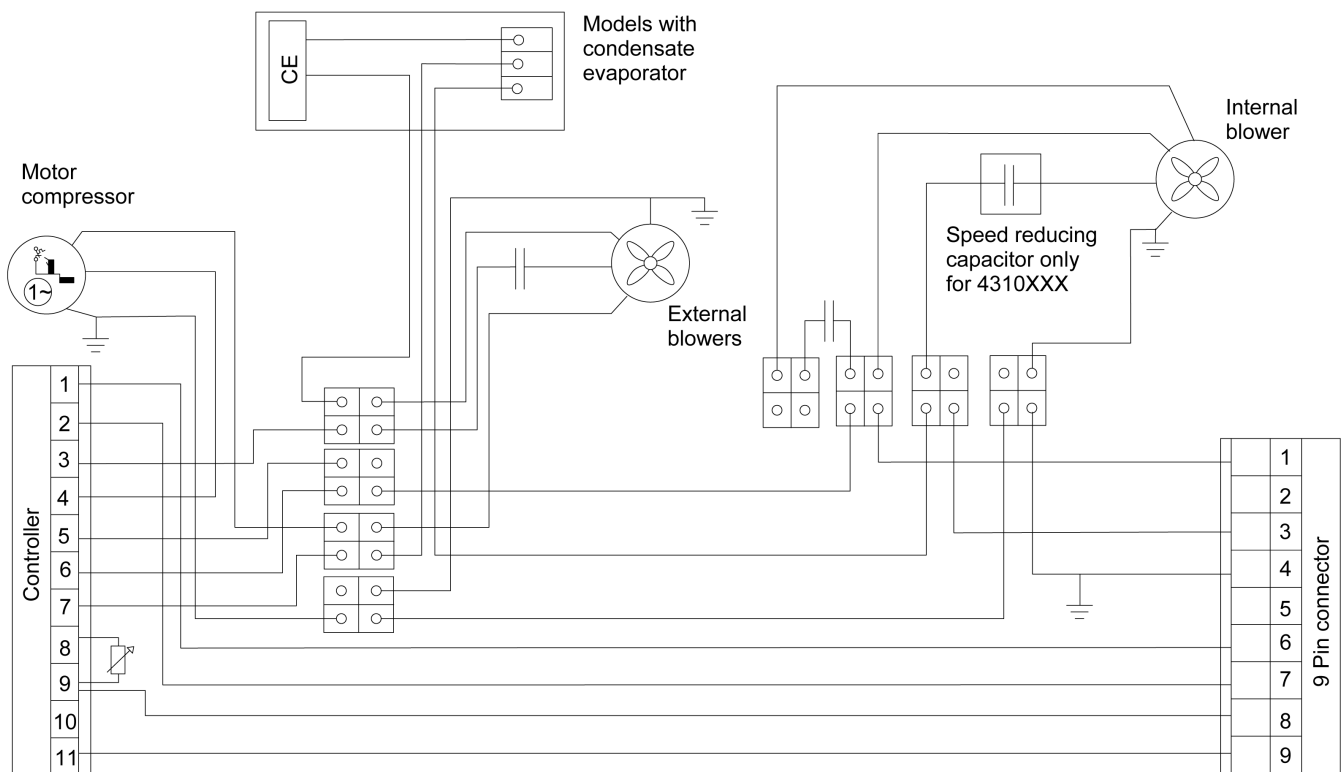 Models with
condensate
evaporator
CE
Internal
blower
Motor
compressor
1~
Speed reducing
capacitor only
for 4310XXX
External
blowers
Controller
1
2
3
4
5
6
7
8
9
10
11
1
2
3
4
5
6
7
8
9
9 Pin connector